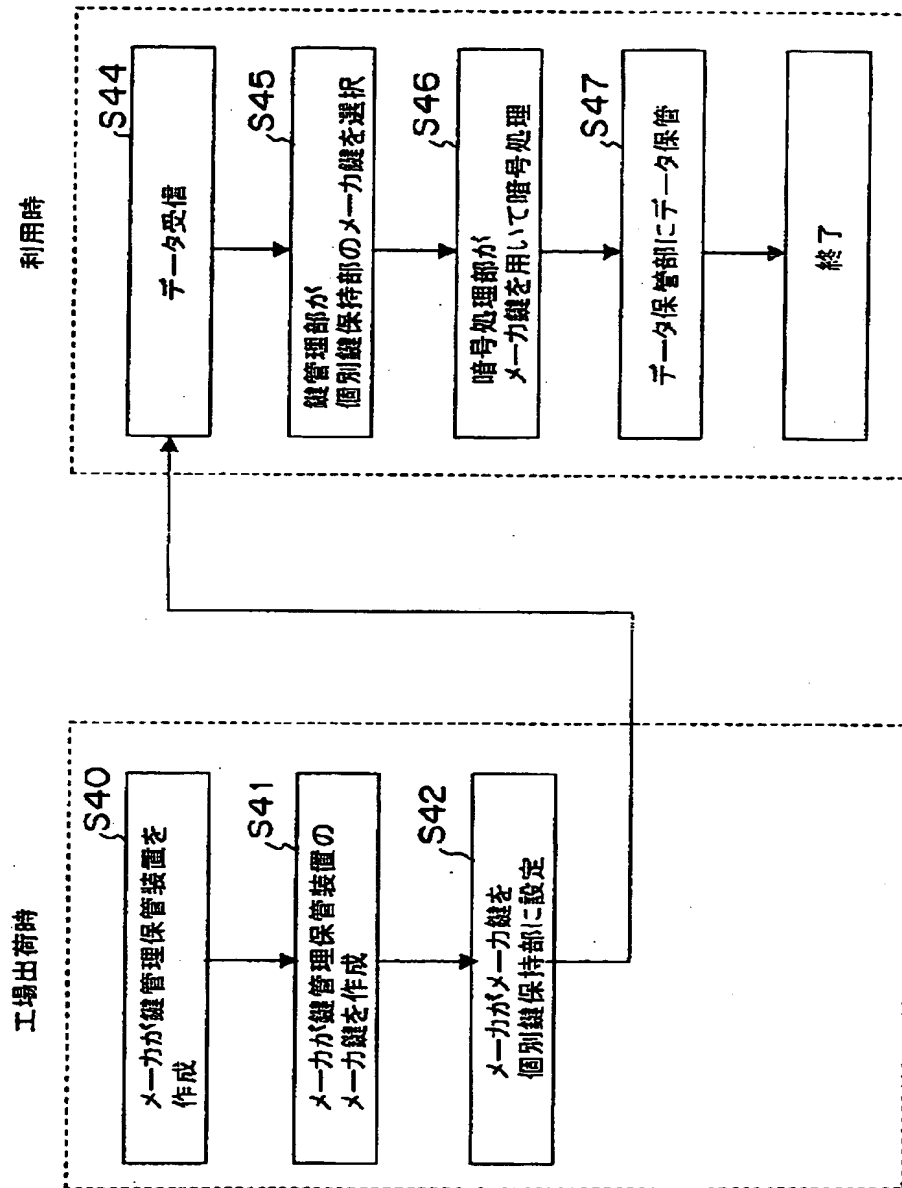 工場出荷時
S40
メーカが鍵管理保管装置を
作成
S41
メーカが鍵管理保管装置の
メーカ鍵を作成
S42
メーカがメーカ鍵を
個別鍵保持部に設定
利用時
S44
データ受信
S45
鍵管理部が
個別鍵保持部のメーカ鍵を選択
S46
暗号処理部が
メーカ鍵を用いて暗号処理
S47
データ保管部にデータ保管
終了